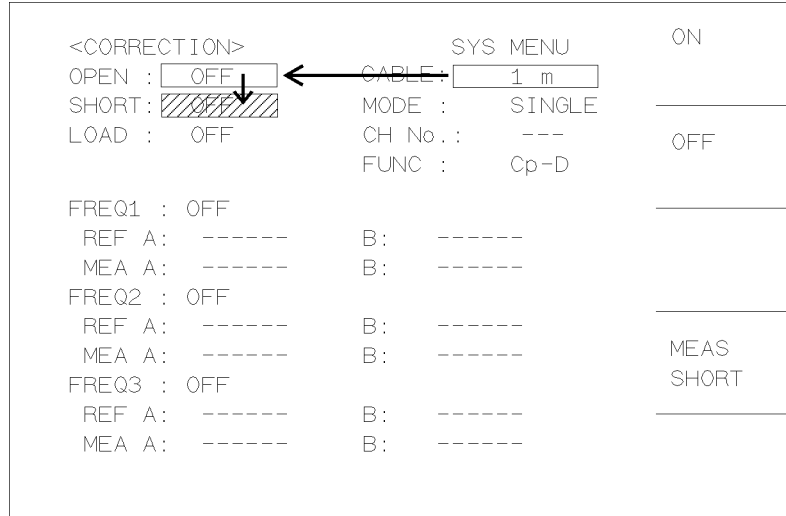 <CORRECTION> SYS MENU
OPEN : OFF CABLE: 1 m
SHORT: OFF MODE : SINGLE
LOAD : OFF CH No.: ---
FUNC : Cp-D
FREQ1 : OFF
REF A: ------ B: ------
MEA A: ------ B: ------
FREQ2 : OFF
REF A: ------ B: ------
MEA A: ------ B: ------
FREQ3 : OFF
REF A: ------ B: ------
MEA A: ------ B: ------
ON
OFF
MEAS
SHORT